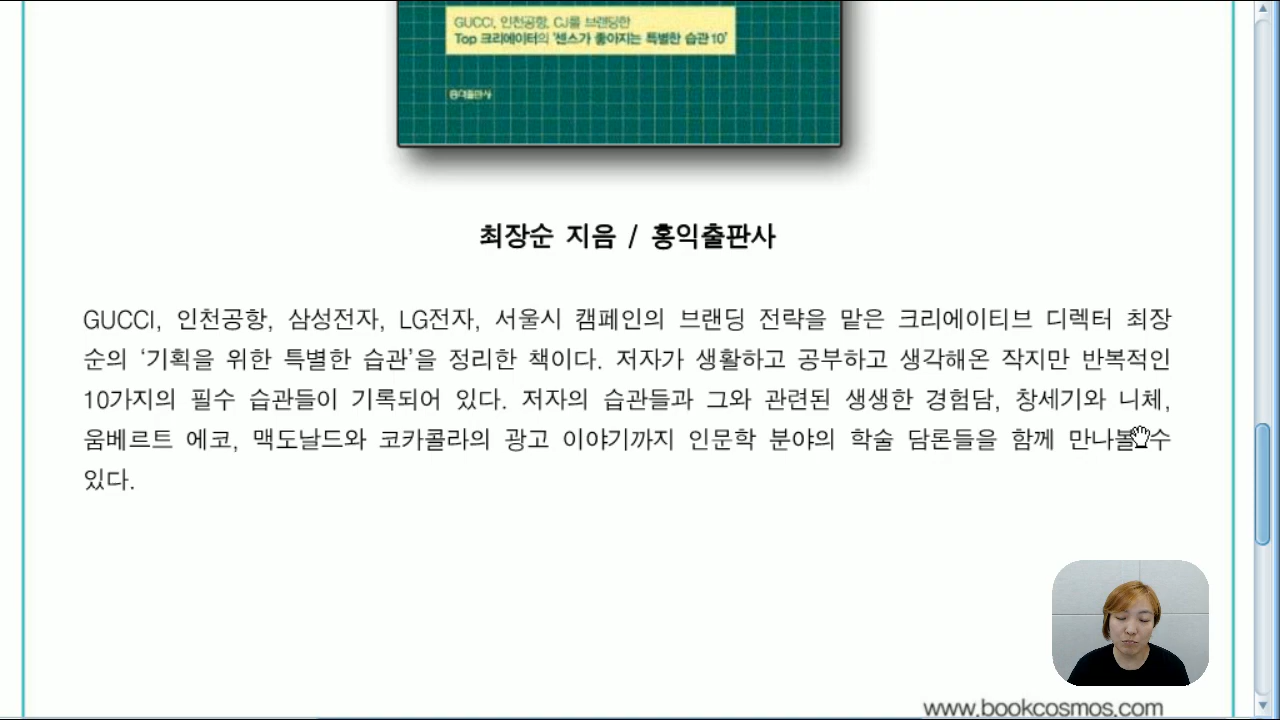 GUCCI, 인천공항, CJ를 브랜딩한
Top 크리에이터의 '센스가 좋아지는 특별한 습관 10'
홍익출판사
최장순 지음 / 홍익출판사
GUCCI, 인천공항, 삼성전자, LG전자, 서울시 캠페인의 브랜딩 전략을 맡은 크리에이티브 디렉터 최장
순의 ‘기획을 위한 특별한 습관’을 정리한 책이다. 저자가 생활하고 공부하고 생각해온 작지만 반복적인
10가지의 필수 습관들이 기록되어 있다. 저자의 습관들과 그와 관련된 생생한 경험담, 창세기와 니체,
움베르트 에코, 맥도날드와 코카콜라의 광고 이야기까지 인문학 분야의 학술 담론들을 함께 만나볼 수
있다.
www.bookcosmos.com